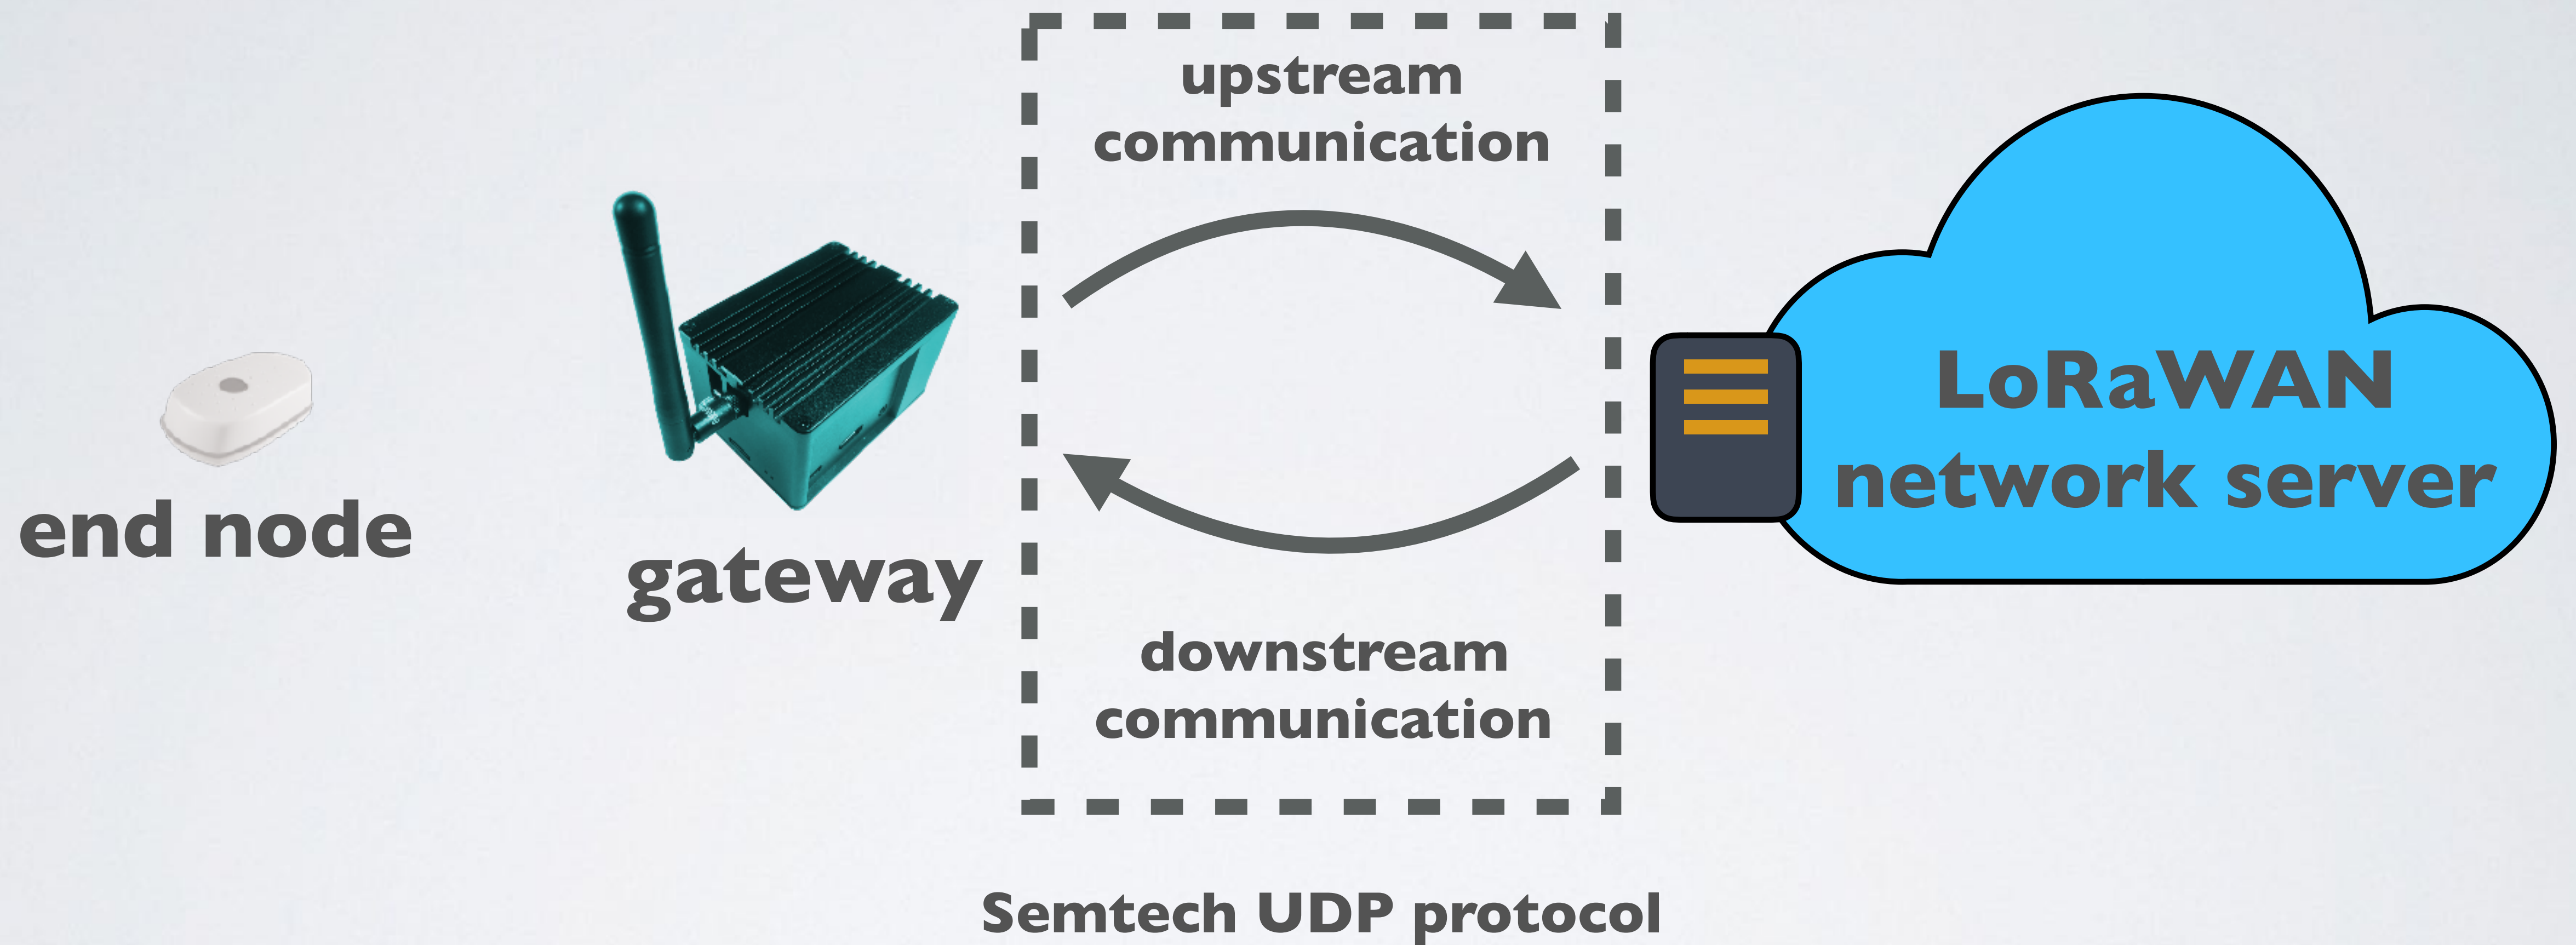 upstream
communication
end node
gateway
downstream
communication
LoRaWAN
network server
Semtech UDP protocol